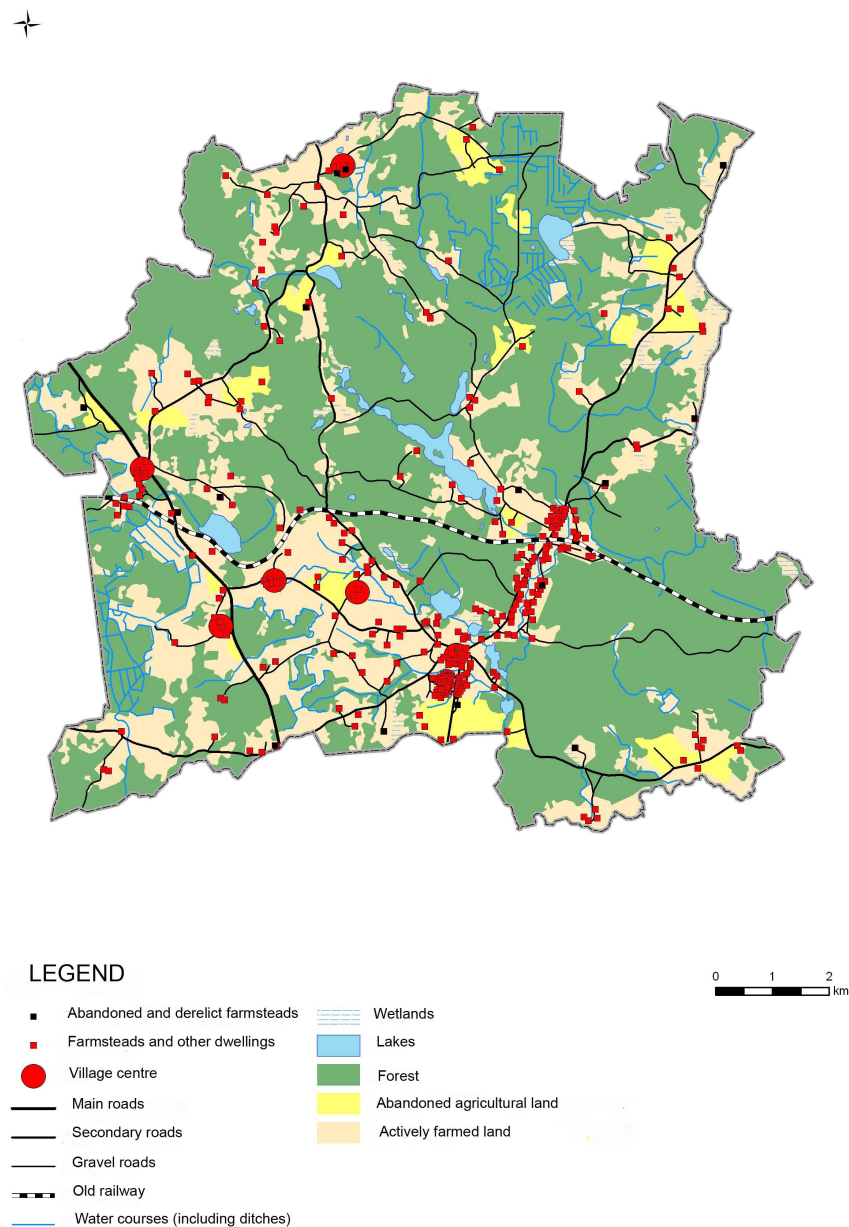 LEGEND
Abandoned and derelict farmsteads
Farmsteads and other dwellings
Village centre
Main roads
Secondary roads
Gravel roads
Old railway
Water courses (including ditches)
Wetlands
Lakes
Forest
Abandoned agricultural land
Actively farmed land
0 1 2
km